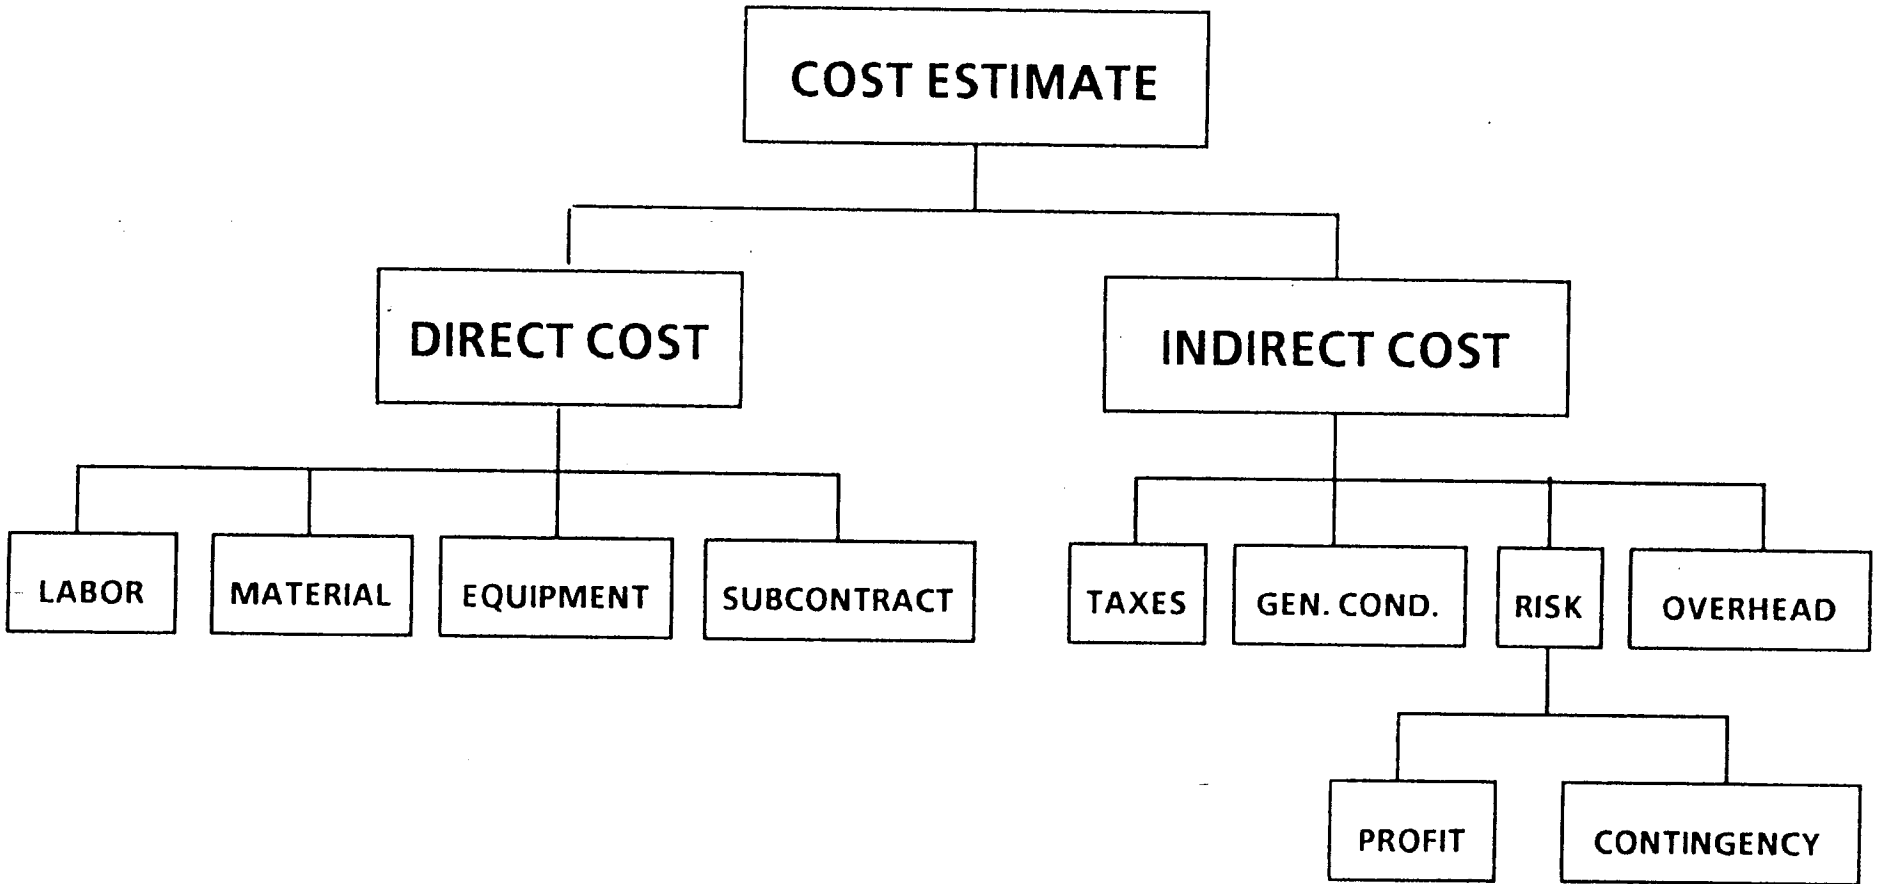 COST ESTIMATE
DIRECT COST
INDIRECT COST
LABOR
MATERIAL
EQUIPMENT
SUBCONTRACT
TAXES
GEN. COND.
RISK
OVERHEAD
PROFIT
CONTINGENCY